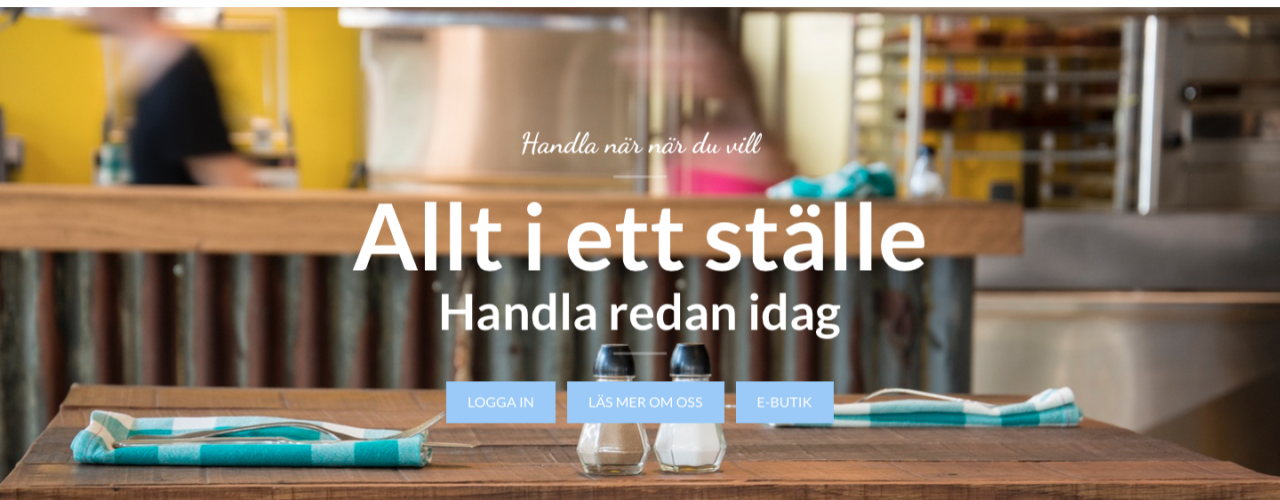 Handla när när du vill
Allt i ett ställe
Handla redan idag
LOGGA IN
LÄS MER OM OSS
E-BUTIK